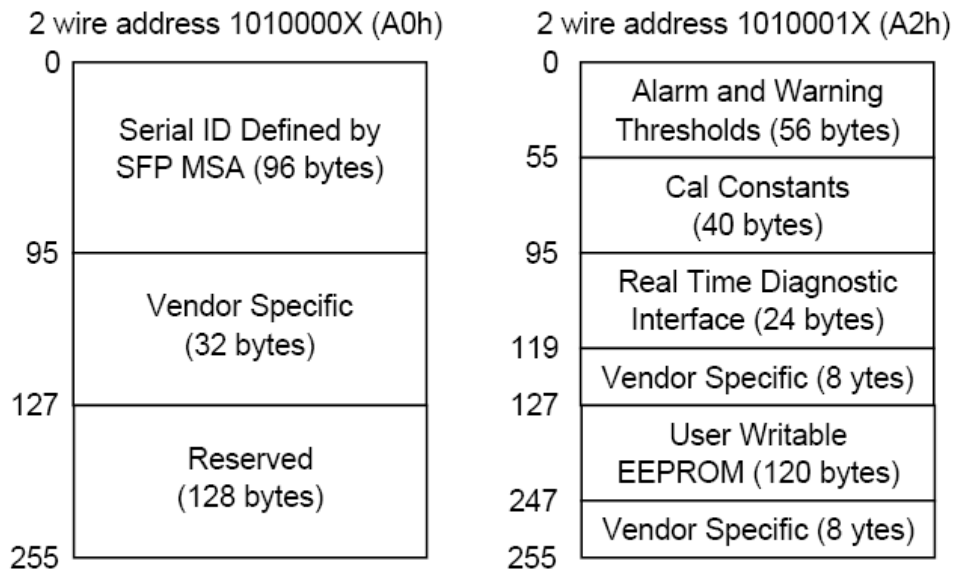 2 wire address 1010000X (A0h)
0
Serial ID Defined by
SFP MSA (96 bytes)
95
Vendor Specific
(32 bytes)
127
Reserved
(128 bytes)
255
2 wire address 1010001X (A2h)
0
Alarm and Warning
Thresholds (56 bytes)
55
Cal Constants
(40 bytes)
95
Real Time Diagnostic
Interface (24 bytes)
119
Vendor Specific (8 ytes)
127
User Writable
EEPROM (120 bytes)
247
Vendor Specific (8 ytes)
255